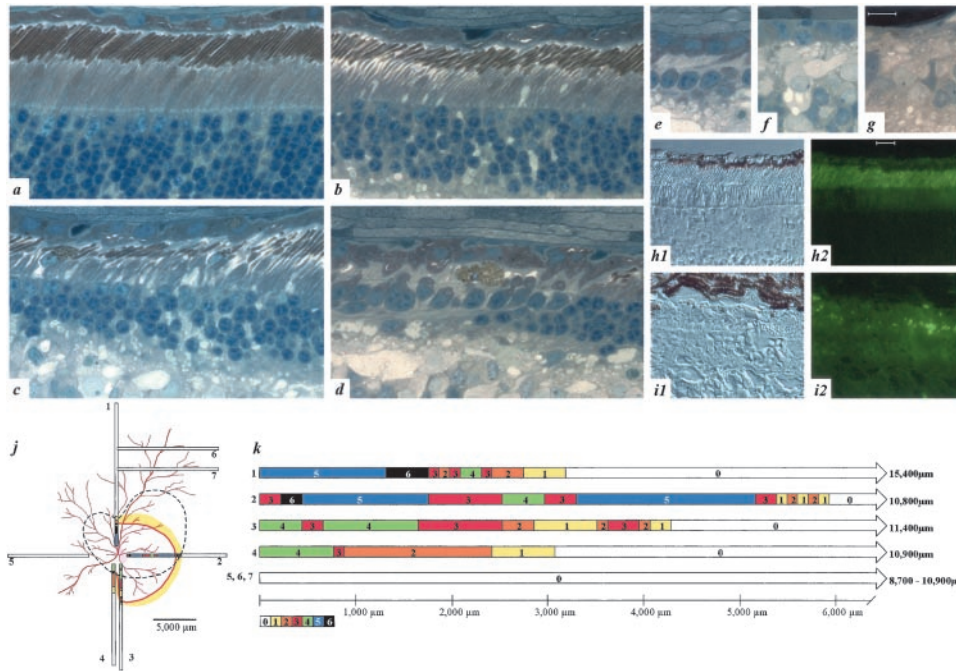 a
b
c
d
e
f
g
h1
h2
i1
i2
j
1
6
7
5
2
4
3
5,000 µm
k
1 5 6 3 2 3 4 3 2 1 0 15,400µm
2 3 6 5 3 4 3 5 3 1 2 1 2 1 0 10,800µm
3 4 3 4 3 2 1 2 3 2 1 0 11,400µm
4 4 3 2 1 0 10,900µm
5, 6, 7 0 8,700 - 10,900µ
1,000 µm 2,000 µm 3,000 µm 4,000 µm 5,000 µm 6,000 µm
0 1 2 3 4 5 6